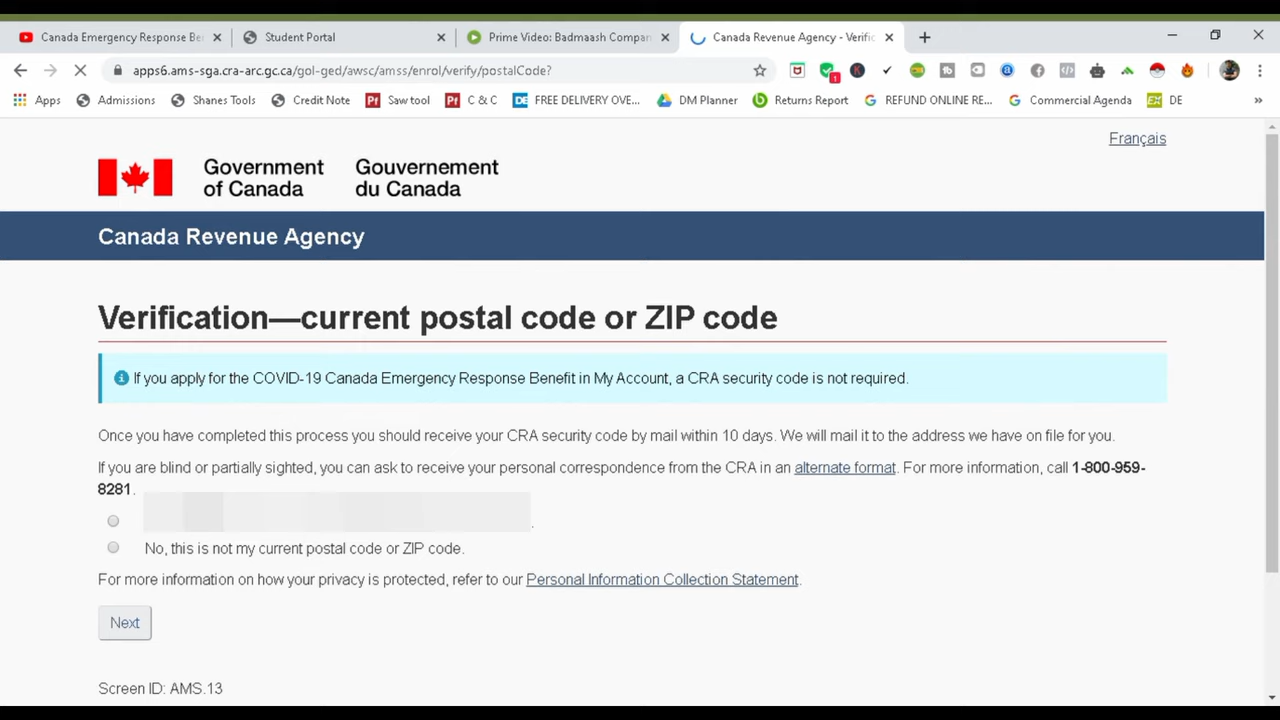 Canada Emergency Response Be
Student Portal
Prime Video: Badmaash Compan
Canada Revenue Agency - Verific
apps6.ams-sga.cra-arc.gc.ca/gol-ged/awsc/amss/enrol/verify/postalCode?
Apps
Admissions
Shanes Tools
Credit Note
Saw tool
C & C
FREE DELIVERY OVE...
DM Planner
Returns Report
REFUND ONLINE RE...
Commercial Agenda
DE
Français
Government of Canada
Gouvernement du Canada
Canada Revenue Agency
Verification—current postal code or ZIP code
If you apply for the COVID-19 Canada Emergency Response Benefit in My Account, a CRA security code is not required.
Once you have completed this process you should receive your CRA security code by mail within 10 days. We will mail it to the address we have on file for you.
If you are blind or partially sighted, you can ask to receive your personal correspondence from the CRA in an alternate format. For more information, call 1-800-959-
8281.
No, this is not my current postal code or ZIP code.
For more information on how your privacy is protected, refer to our Personal Information Collection Statement.
Next
Screen ID: AMS.13